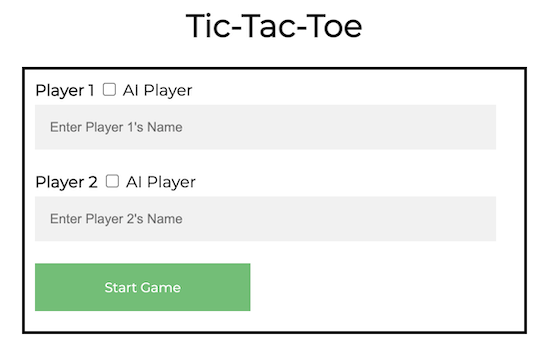 Tic-Tac-Toe
Player 1 AI Player
Enter Player 1's Name
Player 2 AI Player
Enter Player 2's Name
Start Game